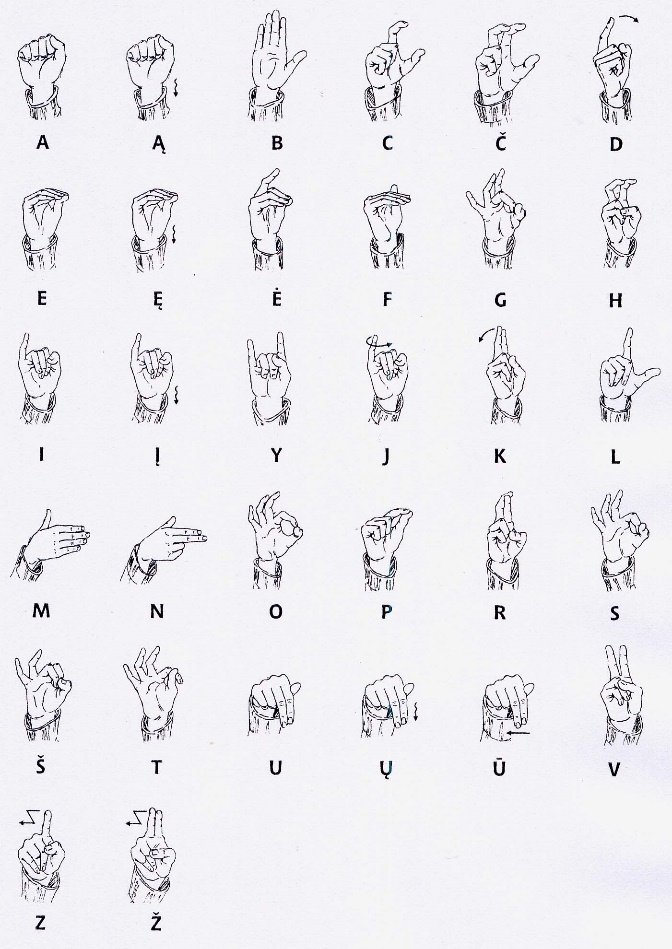 A Ą B C Č D
E Ę Ė F G H
I Į Y J K L
M N O P R S
Š T U Ų Ū V
Z Ž